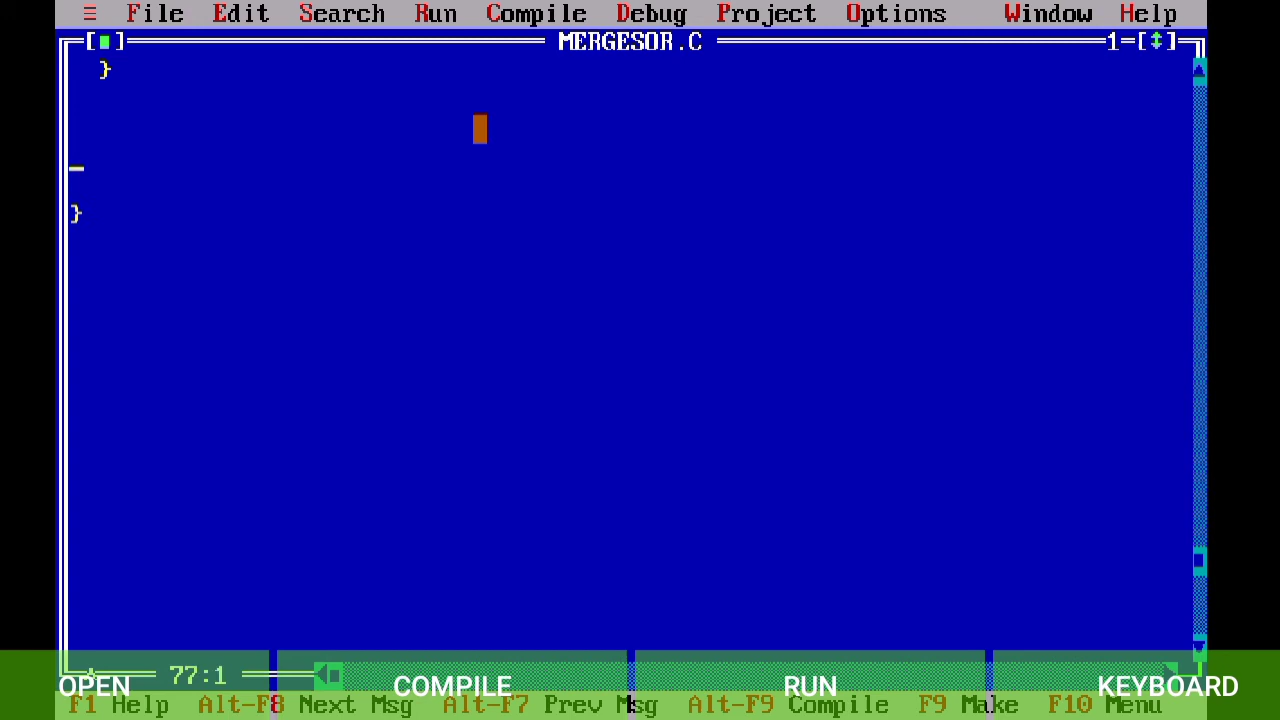 ≡ File Edit Search Run Compile Debug Project Options Window Help
[■] MERGESOR.C 1=[↕]
}
}
77:1
OPEN COMPILE RUN KEYBOARD
F1 Help Alt-F8 Next Msg Alt-F7 Prev Msg Alt-F9 Compile F9 Make F10 Menu